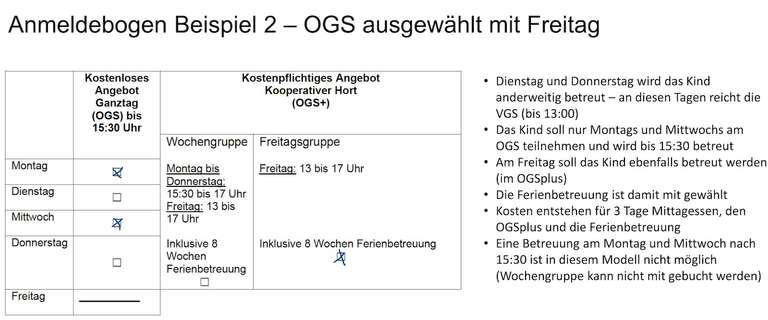 Anmeldebogen Beispiel 2 – OGS ausgewählt mit Freitag
Kostenloses
Angebot
Ganztag
(OGS) bis
15:30 Uhr
Kostenpflichtiges Angebot
Kooperativer Hort
(OGS+)
Wochengruppe
Freitagsgruppe
Montag
Montag bis
Donnerstag:
15:30 bis 17 Uhr
Freitag: 13 bis
17 Uhr
Freitag: 13 bis 17 Uhr
Dienstag
Mittwoch
Donnerstag
Inklusive 8
Wochen
Ferienbetreuung
Inklusive 8 Wochen Ferienbetreuung
Freitag
• Dienstag und Donnerstag wird das Kind
anderweitig betreut – an diesen Tagen reicht die
VGS (bis 13:00)
• Das Kind soll nur Montags und Mittwochs am
OGS teilnehmen und wird bis 15:30 betreut
• Am Freitag soll das Kind ebenfalls betreut werden
(im OGSplus)
• Die Ferienbetreuung ist damit mit gewählt
• Kosten entstehen für 3 Tage Mittagessen, den
OGSplus und die Ferienbetreuung
• Eine Betreuung am Montag und Mittwoch nach
15:30 ist in diesem Modell nicht möglich
(Wochengruppe kann nicht mit gebucht werden)